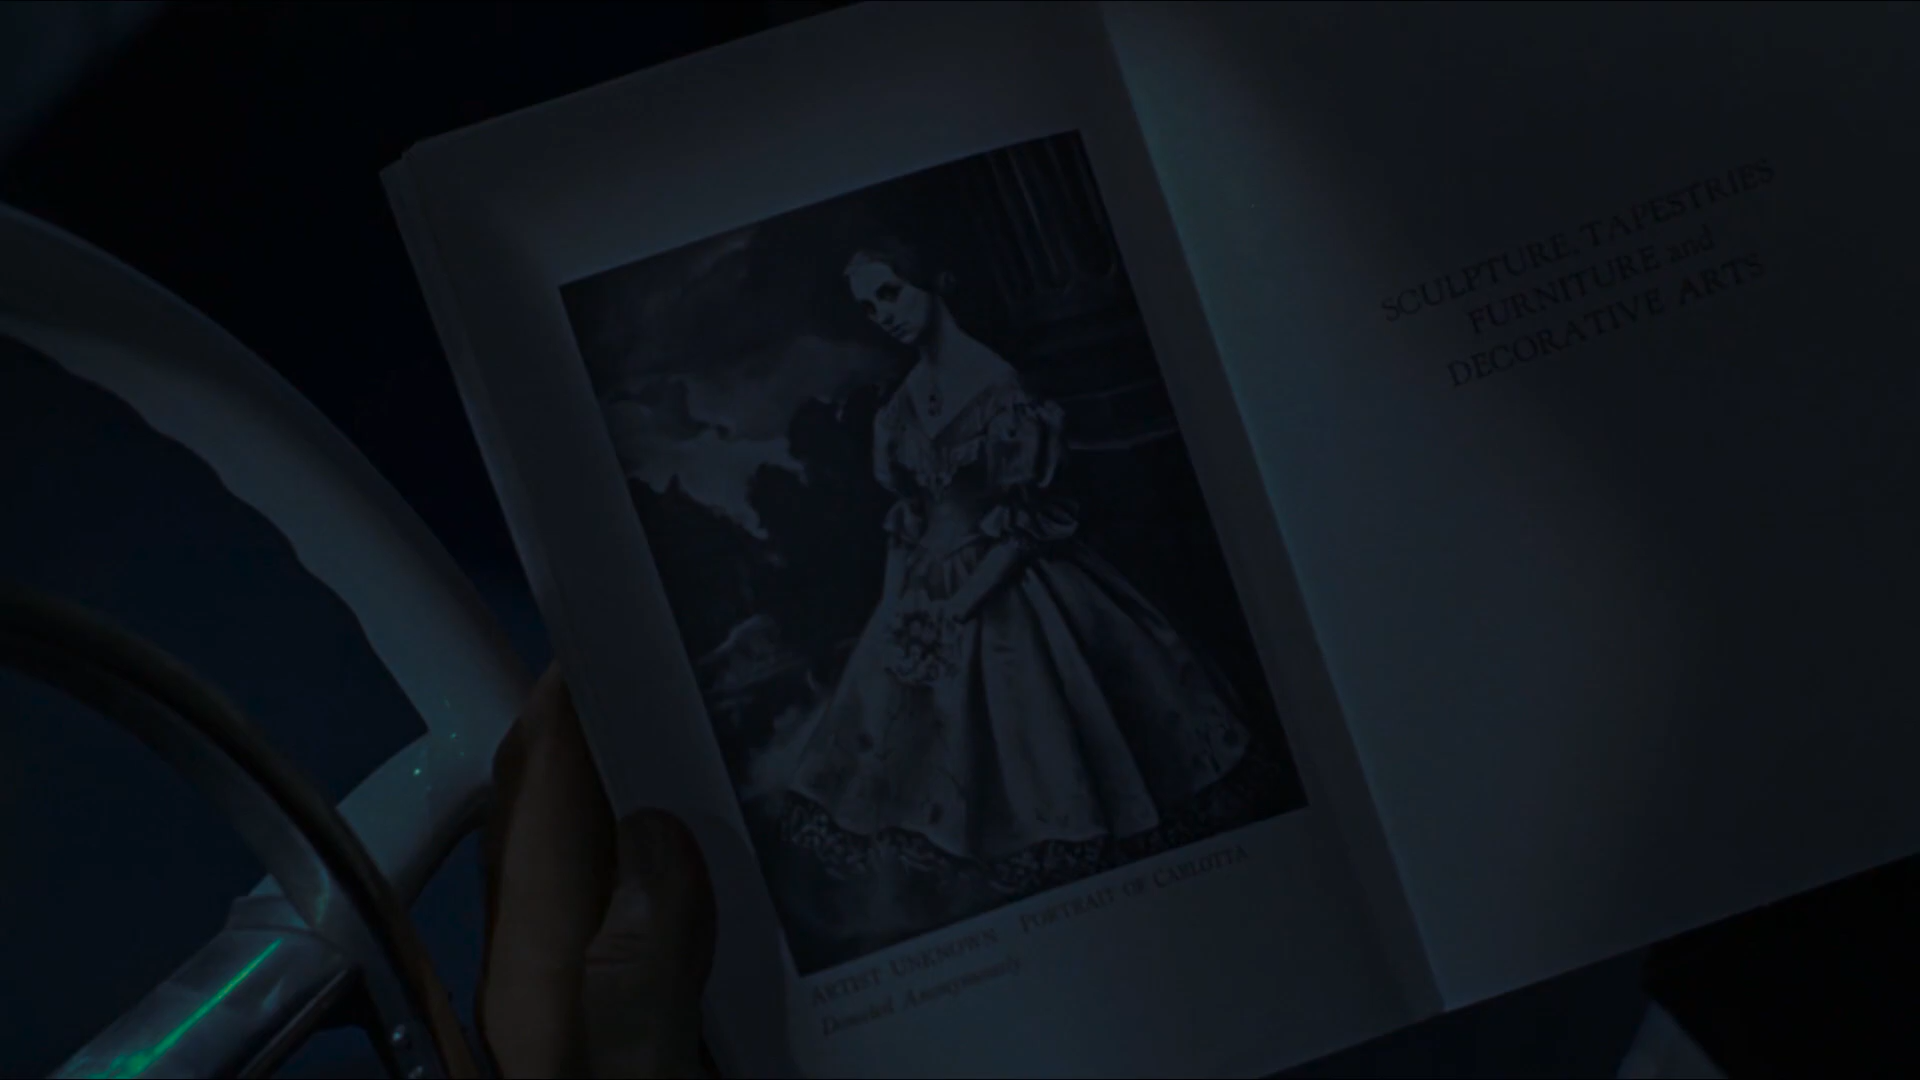 ARTIST UNKNOWN PORTRAIT OF CARLOTTA
Donated Anonymously
SCULPTURE, TAPESTRIES
FURNITURE and
DECORATIVE ARTS